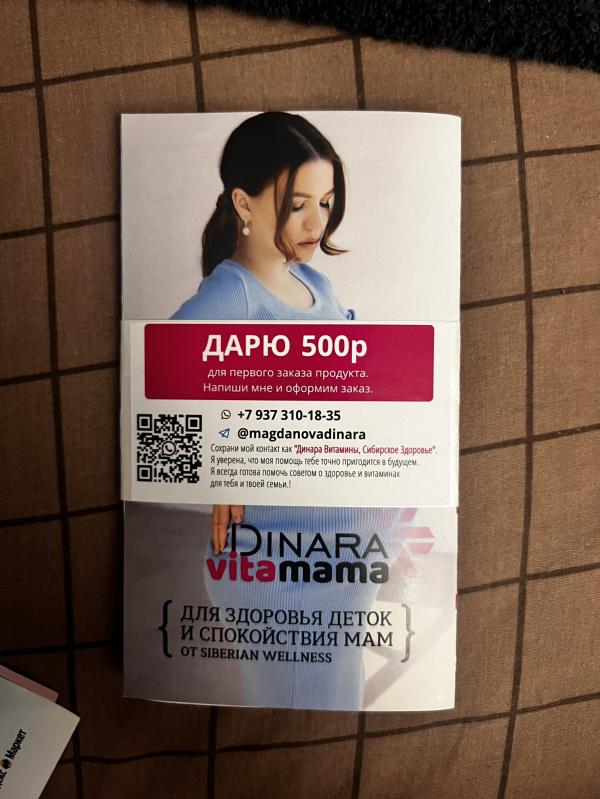 ДАРЮ 500р
для первого заказа продукта.
Напиши мне и оформим заказ.
+7 937 310-18-35
@magdanovadinara
Сохрани мой контакт как "Динара Витамины, Сибирское Здоровье".
Я уверена, что моя помощь тебе точно пригодится в будущем.
Я всегда готова помочь советом о здоровье и витаминах
для тебя и твоей семьи.!
DINARA
vitamama
{ ДЛЯ ЗДОРОВЬЯ ДЕТОК
И СПОКОЙСТВИЯ МАМ }
ОТ SIBERIAN WELLNESS
Маркет